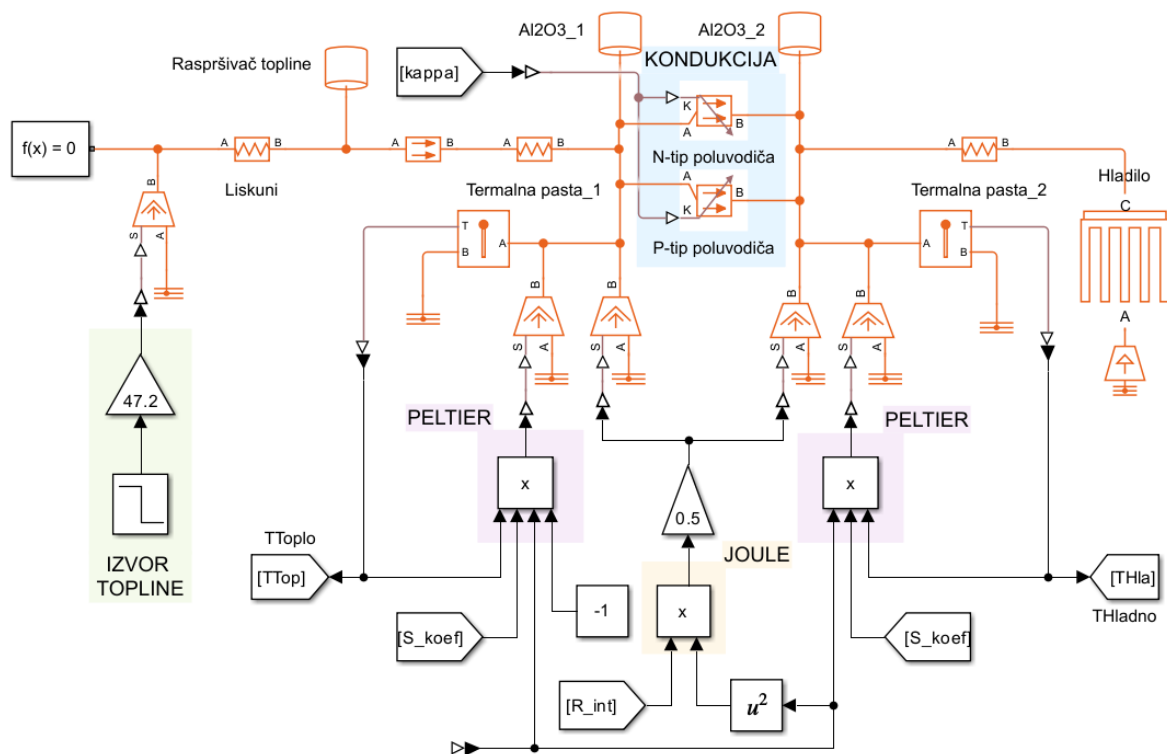 Al2O3_1
Al2O3_2
Raspršivač topline
[kappa]
KONDUKCIJA
K
A
B
N-tip poluvodiča
f(x) = 0
A
B
Liskuni
A
B
A
B
A
B
Hladilo
Termalna pasta_1
A
K
B
P-tip poluvodiča
Termalna pasta_2
C
B
S
A
T
B
A
A
T
B
A
B
S
A
B
S
A
B
S
A
B
S
A
47.2
PELTIER
x
PELTIER
x
0.5
IZVOR
TOPLINE
TToplo
[TTop]
JOULE
x
[THla]
THladno
[S_koef]
-1
[S_koef]
[R_int]
u²